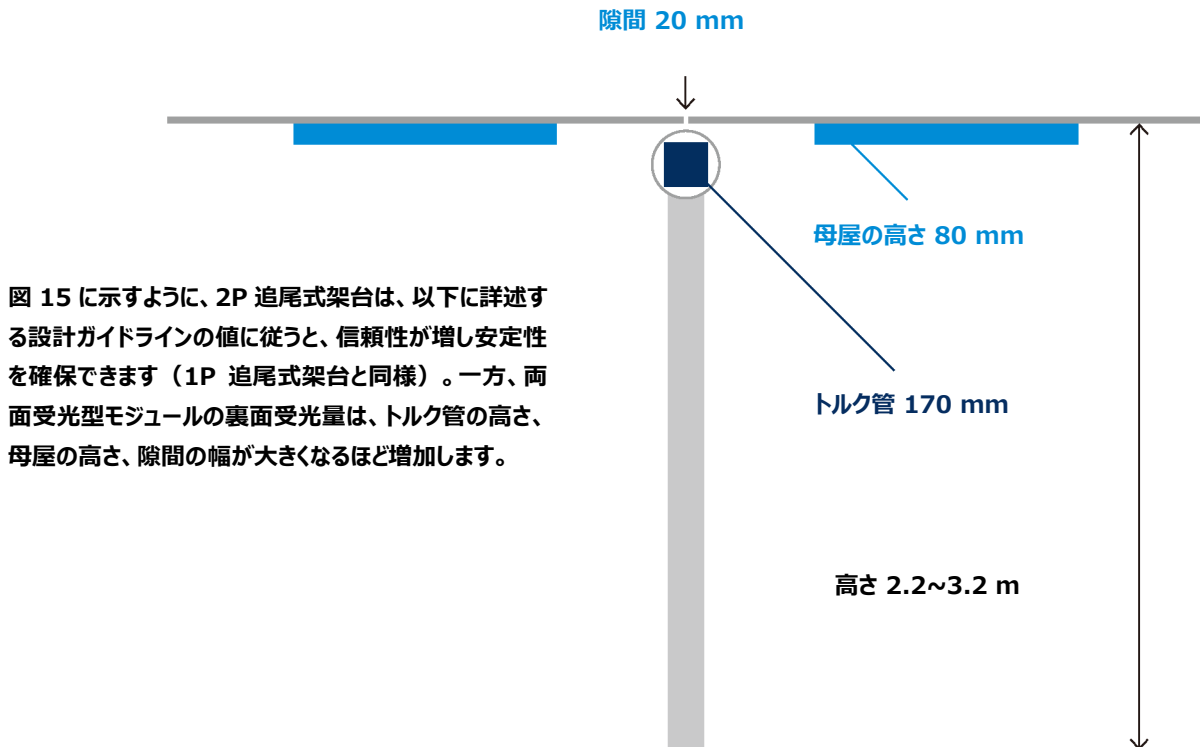 隙間 20 mm
母屋の高さ 80 mm
図 15 に示すように、2P 追尾式架台は、以下に詳述す
る設計ガイドラインの値に従うと、信頼性が増し安定性
を確保できます（1P 追尾式架台と同様）。一方、両
面受光型モジュールの裏面受光量は、トルク管の高さ、
母屋の高さ、隙間の幅が大きくなるほど増加します。
トルク管 170 mm
高さ 2.2~3.2 m